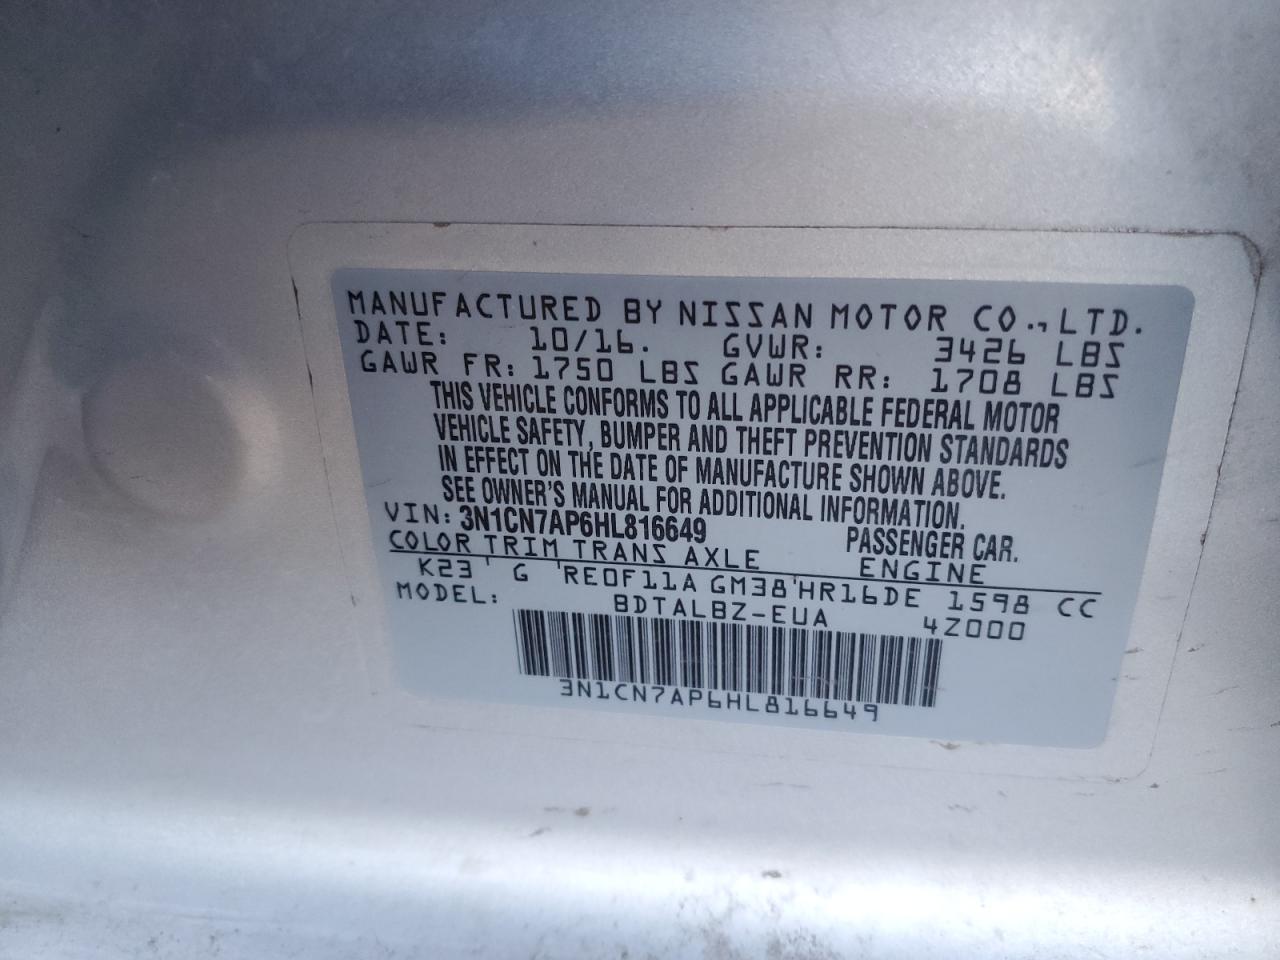 MANUFACTURED BY NISSAN MOTOR CO., LTD.
DATE: 10/16. GVWR: 3426 LBS
GAWR FR: 1750 LBS GAWR RR: 1708 LBS
THIS VEHICLE CONFORMS TO ALL APPLICABLE FEDERAL MOTOR
VEHICLE SAFETY, BUMPER AND THEFT PREVENTION STANDARDS
IN EFFECT ON THE DATE OF MANUFACTURE SHOWN ABOVE.
SEE OWNER'S MANUAL FOR ADDITIONAL INFORMATION.
VIN: 3N1CN7AP6HL816649 PASSENGER CAR.
COLOR TRIM TRANS AXLE ENGINE
K23 ' G 'RE0F11A GM38'HR16DE 1598 CC
MODEL: BDTALBZ-EUA 4Z000
3N1CN7AP6HL816649